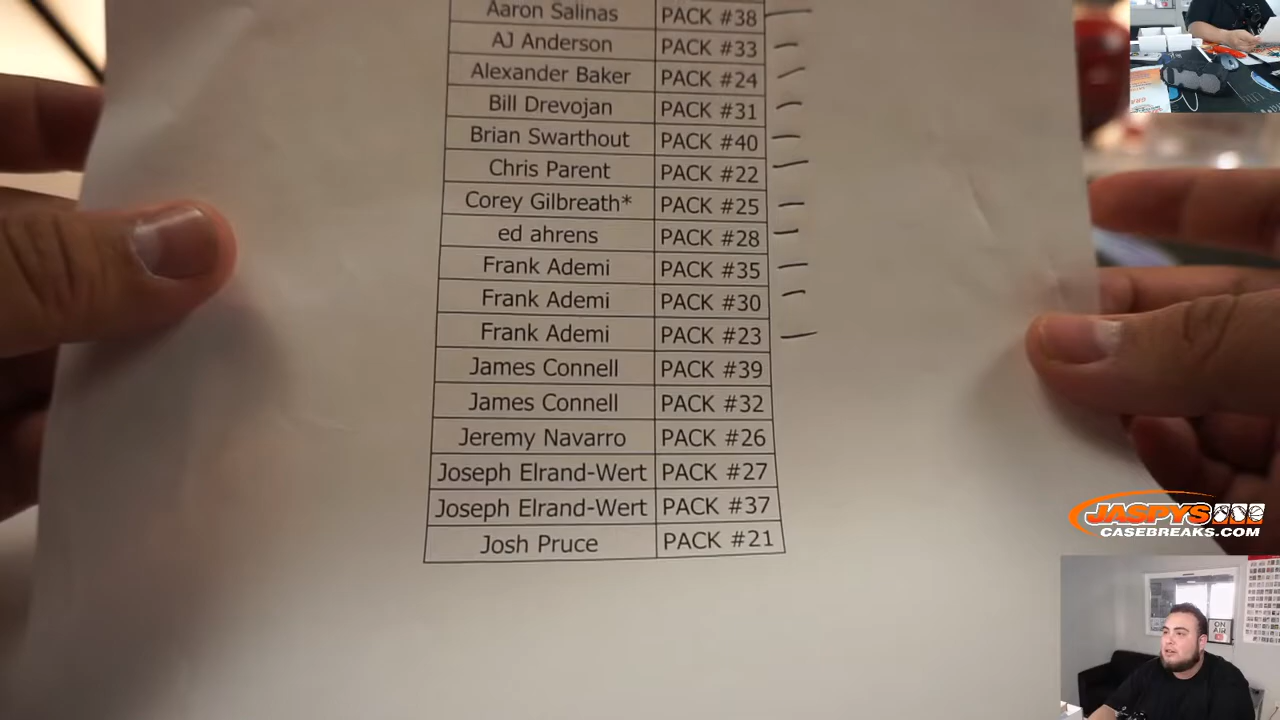 Aaron Salinas PACK #38
AJ Anderson PACK #33
Alexander Baker PACK #24
Bill Drevojan PACK #31
Brian Swarthout PACK #40
Chris Parent PACK #22
Corey Gilbreath* PACK #25
ed ahrens PACK #28
Frank Ademi PACK #35
Frank Ademi PACK #30
Frank Ademi PACK #23
James Connell PACK #39
James Connell PACK #32
Jeremy Navarro PACK #26
Joseph Elrand-Wert PACK #27
Joseph Elrand-Wert PACK #37
Josh Pruce PACK #21
JASPYS
CASEBREAKS.COM
ON
AIR